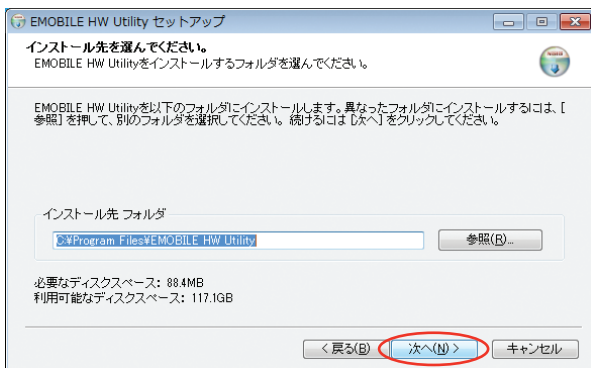 EMOBILE HW Utility セットアップ
インストール先を選んでください。
EMOBILE HW Utilityをインストールするフォルダを選んでください。
EMOBILE HW Utilityを以下のフォルダにインストールします。異なったフォルダにインストールするには、[
参照] を押して、別のフォルダを選択してください。続けるには [次へ] をクリックしてください。
インストール先 フォルダ
C:¥Program Files¥EMOBILE HW Utility
参照(R)...
必要なディスクスペース: 88.4MB
利用可能なディスクスペース: 117.1GB
< 戻る(B)
次へ(N) >
キャンセル